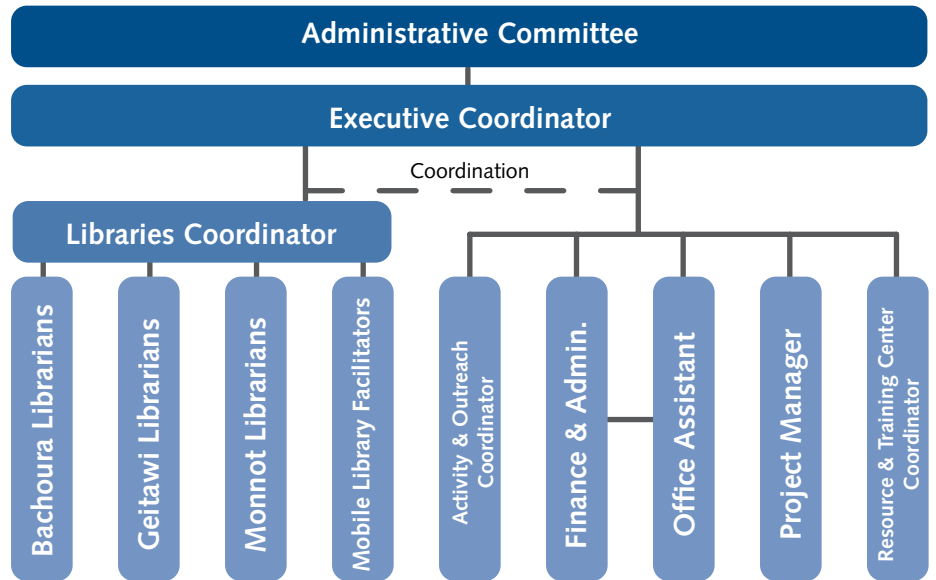 Administrative Committee
Executive Coordinator
Coordination
Libraries Coordinator
Bachoura Librarians
Geitawi Librarians
Monnot Librarians
Mobile Library Facilitators
Activity & Outreach
Coordinator
Finance & Admin.
Office Assistant
Project Manager
Resource & Training Center
Coordinator